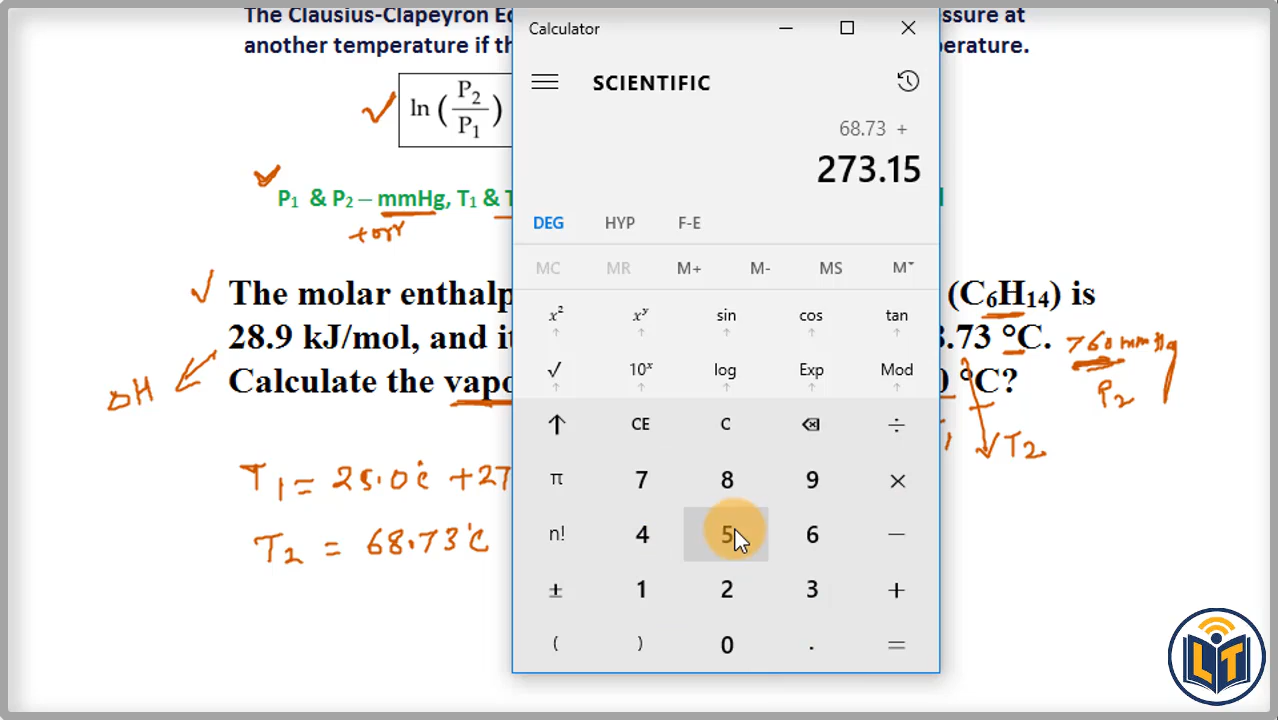 The Clausius-Clapeyron Eq ssure at
another temperature if th perature.
ln ( P2 / P1 )
P1 & P2 – mmHg, T1 & T
torr
The molar enthalp (C6H14) is
28.9 kJ/mol, and it 8.73 °C. 760 mmHg
ΔH Calculate the vapo 0 °C? P2
T1 T2
T1 = 25.0°C + 27
T2 = 68.73°C
Calculator
SCIENTIFIC
68.73 +
273.15
DEG HYP F-E
MC MR M+ M- MS M▾
x² xʸ sin cos tan
√ 10ˣ log Exp Mod
↑ CE C ⌫ ÷
π 7 8 9 ×
n! 4 5 6 −
± 1 2 3 +
( ) 0 . =
LT